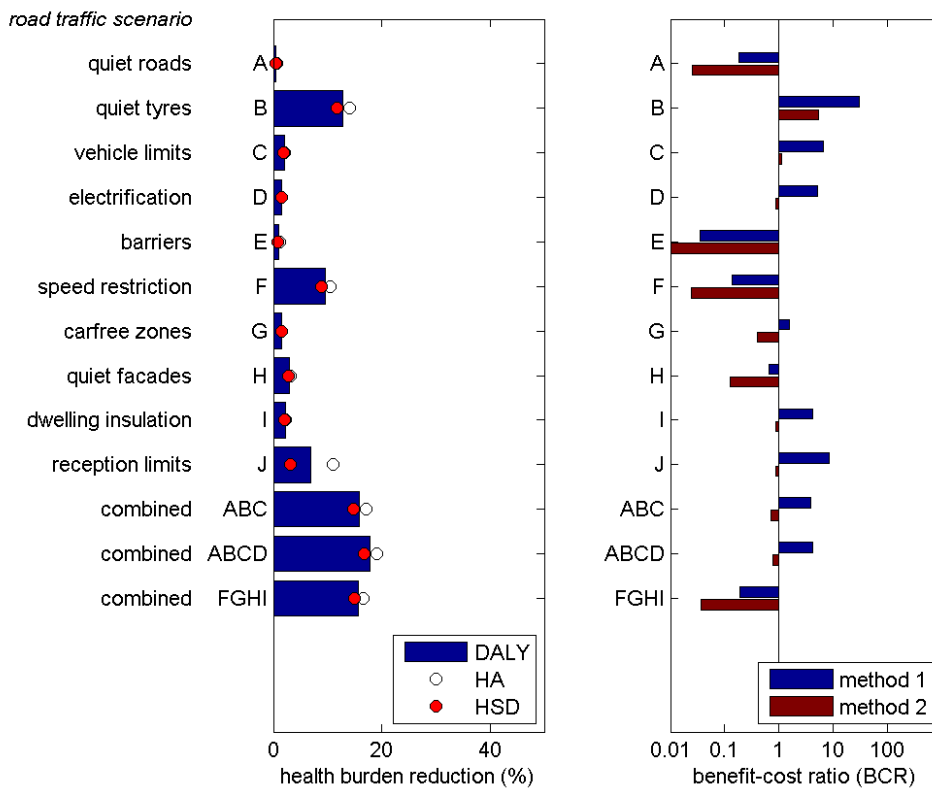 road traffic scenario
quiet roads A
quiet tyres B
vehicle limits C
electrification D
barriers E
speed restriction F
carfree zones G
quiet facades H
dwelling insulation I
reception limits J
combined ABC
combined ABCD
combined FGHI
DALY
HA
HSD
0 20 40
health burden reduction (%)
A
B
C
D
E
F
G
H
I
J
ABC
ABCD
FGHI
method 1
method 2
0.01 0.1 1 10 100
benefit-cost ratio (BCR)